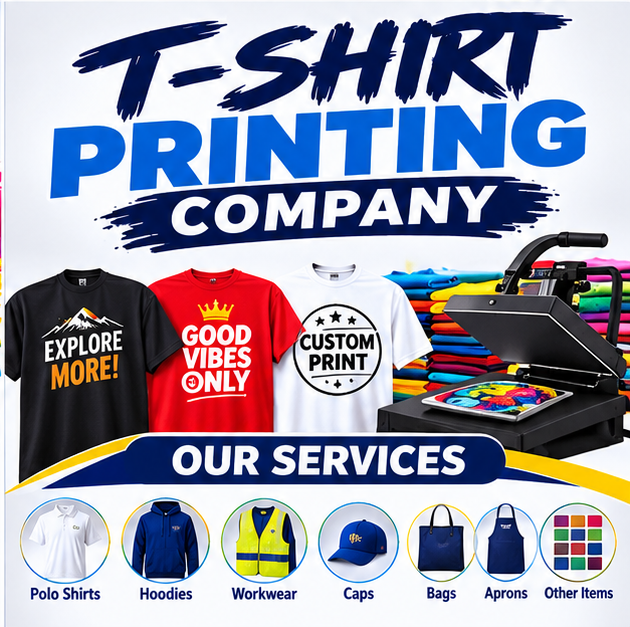 T-SHIRT
PRINTING
COMPANY
EXPLORE
MORE!
GOOD
VIBES
ONLY
CUSTOM
PRINT
OUR SERVICES
Polo Shirts
Hoodies
Workwear
Caps
Bags
Aprons
Other Items